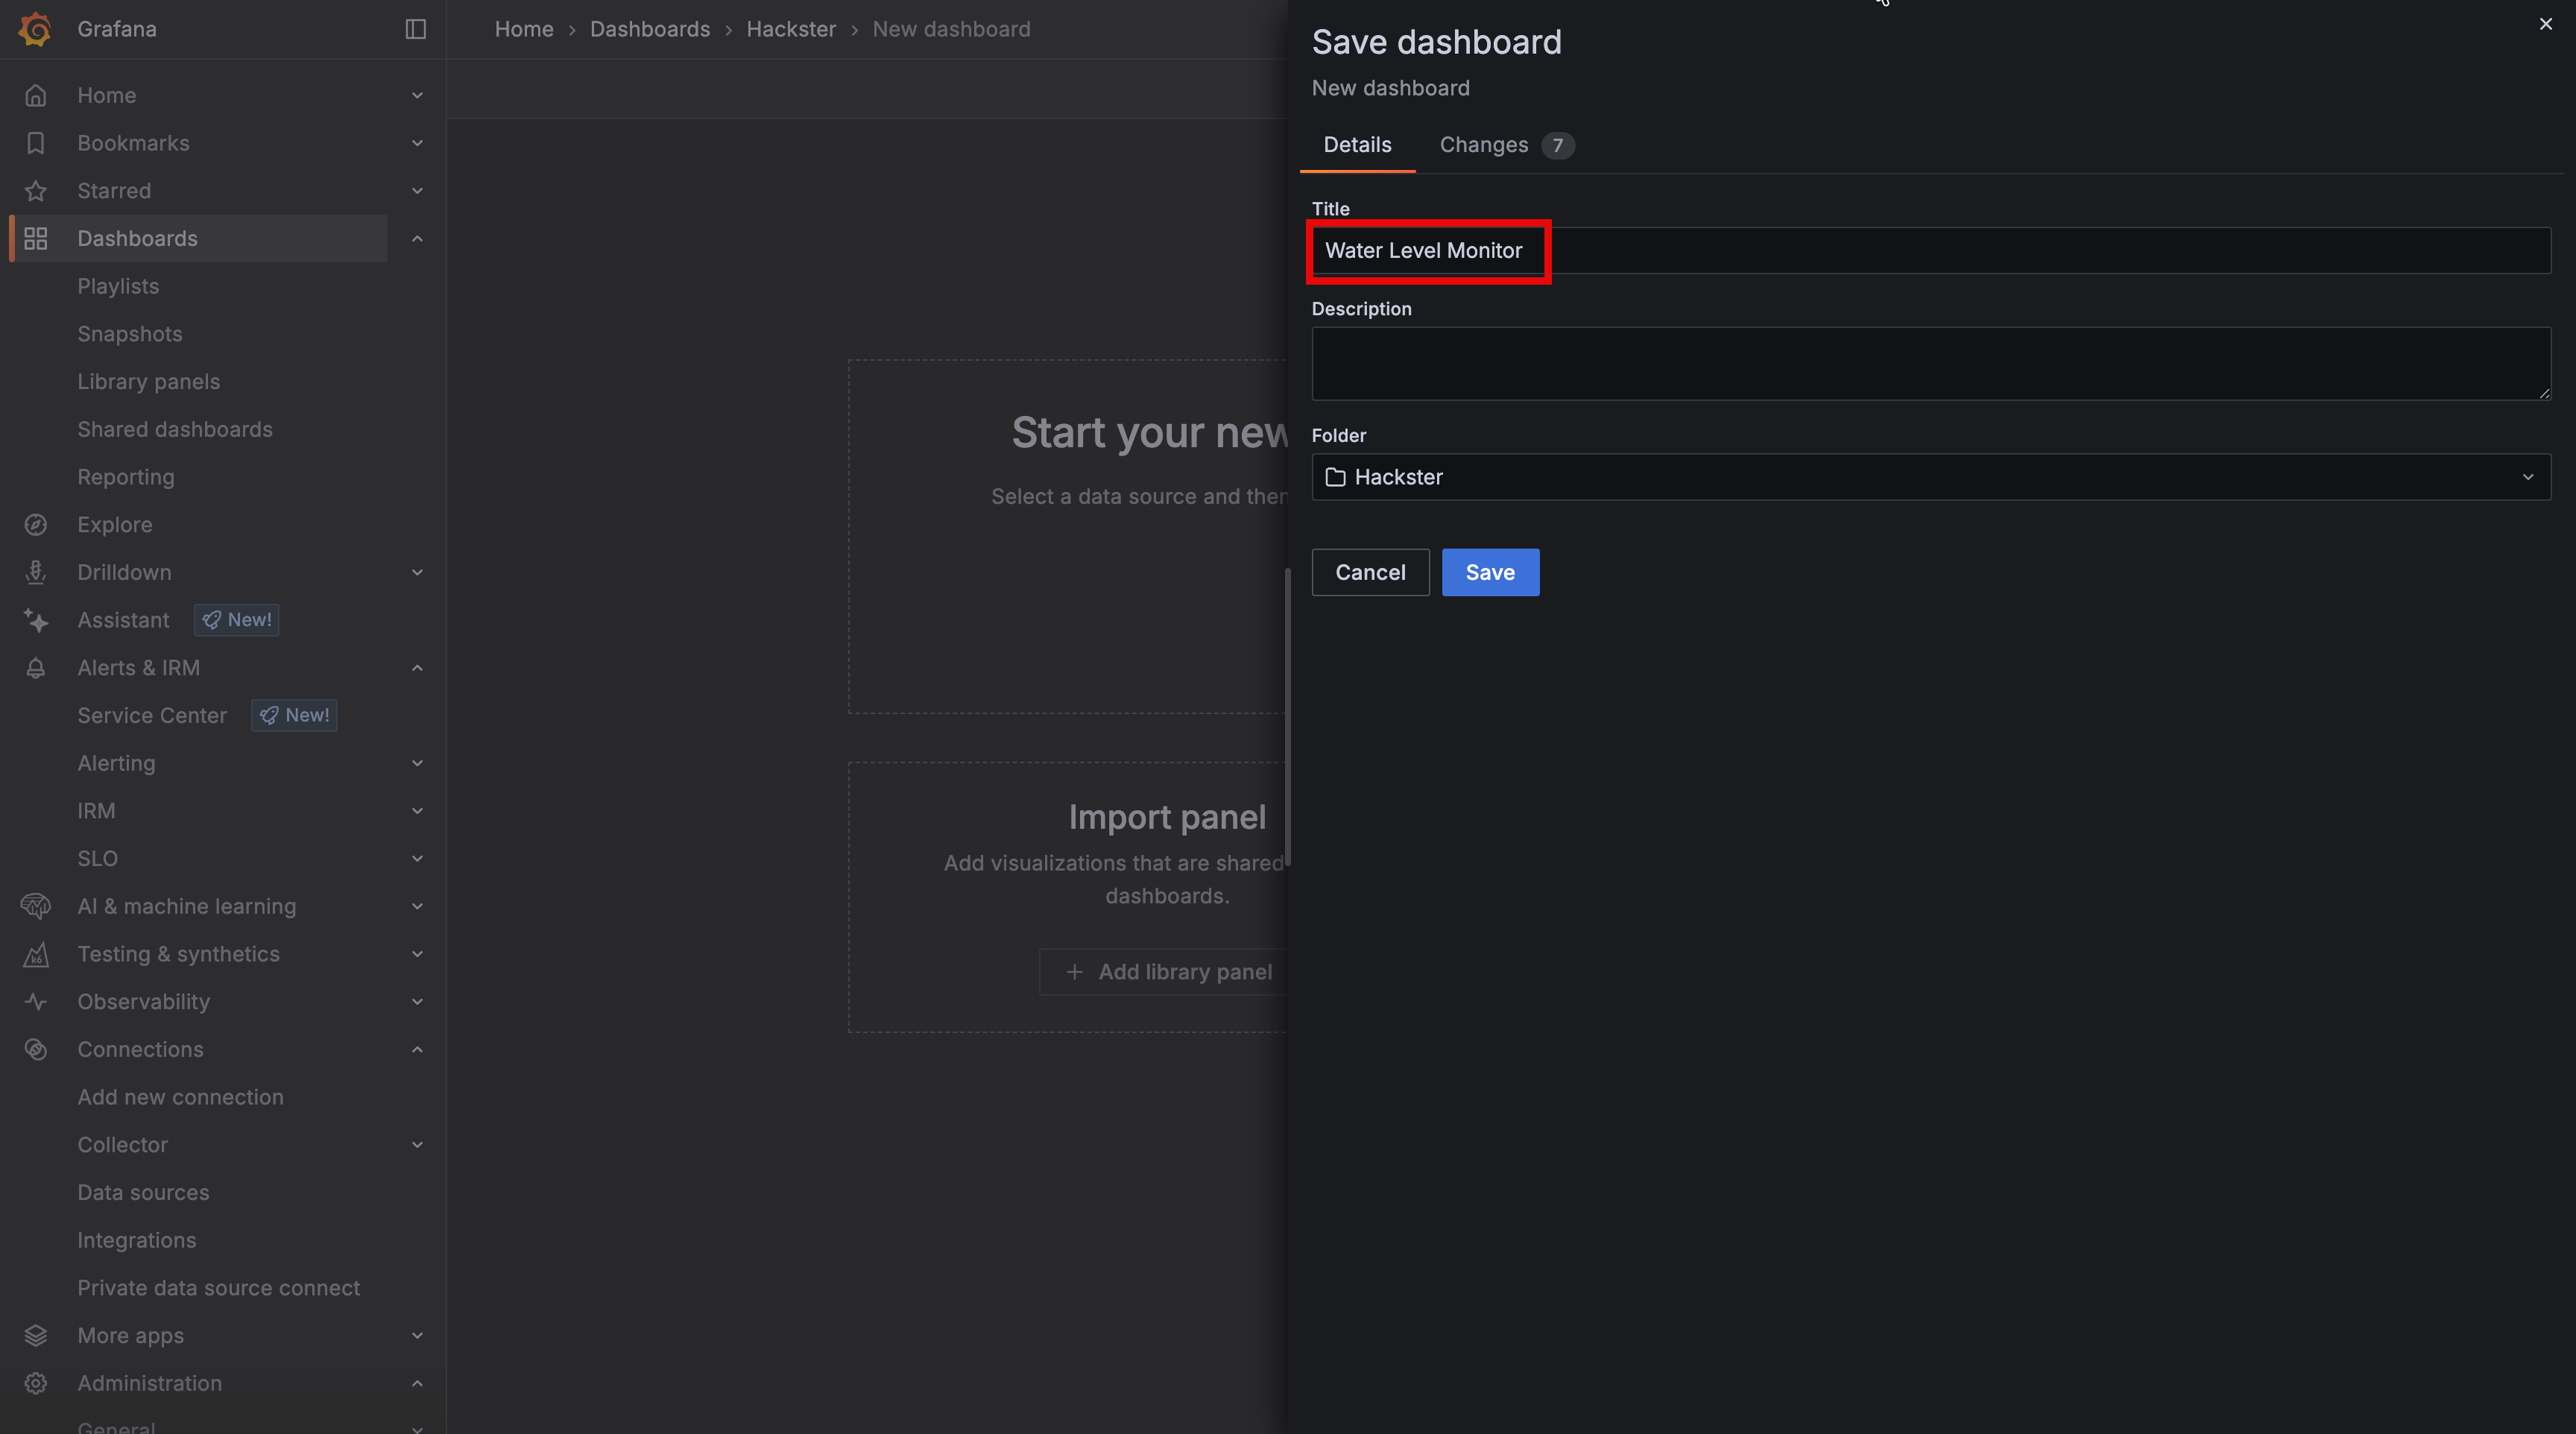 Grafana
Home
Bookmarks
Starred
Dashboards
Playlists
Snapshots
Library panels
Shared dashboards
Reporting
Explore
Drilldown
Assistant New!
Alerts & IRM
Service Center New!
Alerting
IRM
SLO
AI & machine learning
k6
Testing & synthetics
Observability
Connections
Add new connection
Collector
Data sources
Integrations
Private data source connect
More apps
Administration
General
Home › Dashboards › Hackster › New dashboard
Start your new
Select a data source and then
Import panel
Add visualizations that are shared
dashboards.
+ Add library panel
Save dashboard
New dashboard
Details Changes 7
Title
Water Level Monitor
Description
Folder
Hackster
Cancel Save